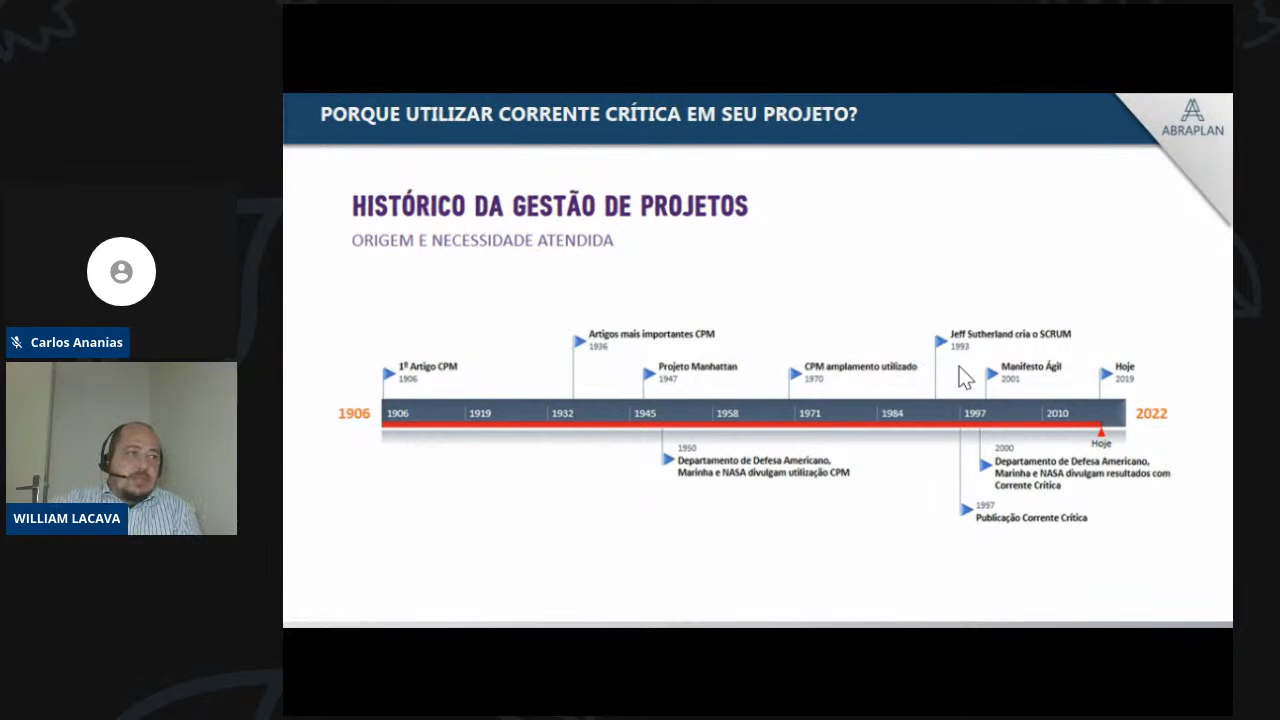 PORQUE UTILIZAR CORRENTE CRÍTICA EM SEU PROJETO?
ABRAPLAN
HISTÓRICO DA GESTÃO DE PROJETOS
ORIGEM E NECESSIDADE ATENDIDA
Artigos mais importantes CPM
1936
Jeff Sutherland cria o SCRUM
1993
1º Artigo CPM
1906
Projeto Manhattan
1947
CPM amplamente utilizado
1970
Manifesto Ágil
2001
Hoje
2019
1906
1906 1919 1932 1945 1958 1971 1984 1997 2010
2022
Hoje
1950
Departamento de Defesa Americano,
Marinha e NASA divulgam utilização CPM
2000
Departamento de Defesa Americano,
Marinha e NASA divulgam resultados com
Corrente Crítica
1997
Publicação Corrente Crítica
Carlos Ananias
WILLIAM LACAVA